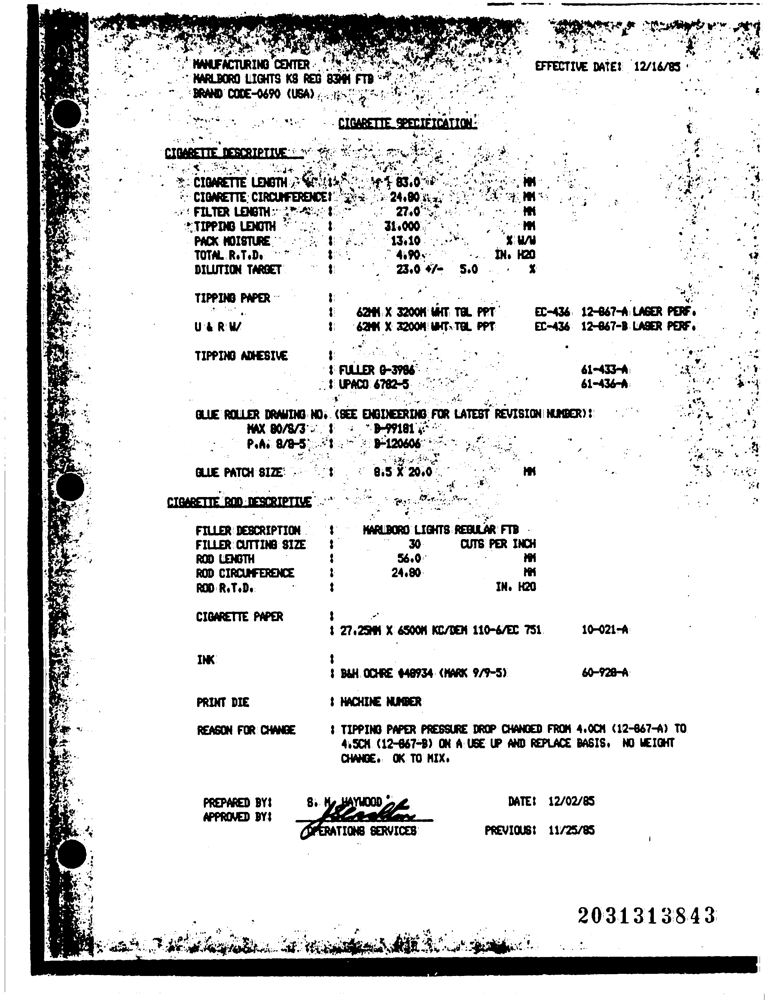 MANUFACTURING CENTER EFFECTIVE DATE: 12/16/85
MARLBORO LIGHTS KS REG 83MM FTB
BRAND CODE-0690 (USA)
CIGARETTE SPECIFICATION:
CIGARETTE DESCRIPTIVE
CIGARETTE LENGTH : 83.0 MM
CIGARETTE CIRCUMFERENCE: 24.80 MM
FILTER LENGTH : 27.0 MM
TIPPING LENGTH : 31.000 MM
PACK MOISTURE : 13.10 % W/W
TOTAL R.T.D. : 4.90 IN. H2O
DILUTION TARGET : 23.0 +/- 5.0 %
TIPPING PAPER :
: 62MM X 3200M WHT TGL PPT EC-436 12-867-A LASER PERF.
U & R W/ : 62MM X 3200M WHT TGL PPT EC-436 12-867-B LASER PERF.
TIPPING ADHESIVE :
: FULLER G-3986 61-433-A
: UPACO 6782-5 61-436-A
GLUE ROLLER DRAWING NO. (SEE ENGINEERING FOR LATEST REVISION NUMBER):
MAX 80/S/3 : B-99181
P.A. 8/8-5 : B-120606
GLUE PATCH SIZE : 8.5 X 20.0 MM
CIGARETTE ROD DESCRIPTIVE
FILLER DESCRIPTION : MARLBORO LIGHTS REGULAR FTB
FILLER CUTTING SIZE : 30 CUTS PER INCH
ROD LENGTH : 56.0 MM
ROD CIRCUMFERENCE : 24.80 MM
ROD R.T.D. : IN. H2O
CIGARETTE PAPER :
: 27.25MM X 6500M KC/DEM 110-6/EC 751 10-021-A
INK :
: B&H OCHRE #48934 (MARK 9/9-5) 60-928-A
PRINT DIE : MACHINE NUMBER
REASON FOR CHANGE : TIPPING PAPER PRESSURE DROP CHANGED FROM 4.0CM (12-867-A) TO
4.5CM (12-867-B) ON A USE UP AND REPLACE BASIS. NO WEIGHT
CHANGE. OK TO MIX.
PREPARED BY: S. H. HAYWOOD DATE: 12/02/85
APPROVED BY:
OPERATIONS SERVICES PREVIOUS: 11/25/85
2031313843